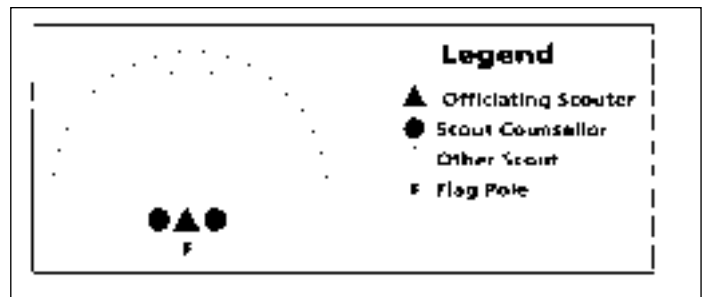 Legend
Officiating Scouter
Scout Counsellor
Other Scout
F Flag Pole
F